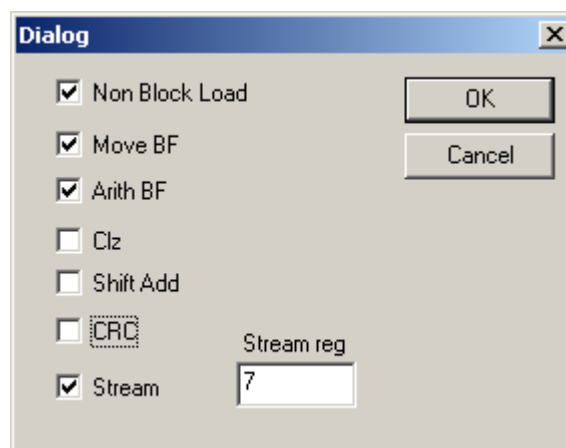 Dialog
Non Block Load
OK
Move BF
Cancel
Arith BF
Clz
Shift Add
CRC
Stream reg
Stream
7